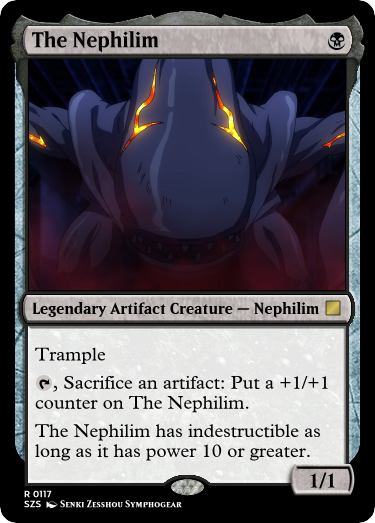 The Nephilim
Legendary Artifact Creature — Nephilim
Trample
, Sacrifice an artifact: Put a +1/+1
counter on The Nephilim.
The Nephilim has indestructible as
long as it has power 10 or greater.
1/1
R 0117
SZS Senki Zesshou Symphogear